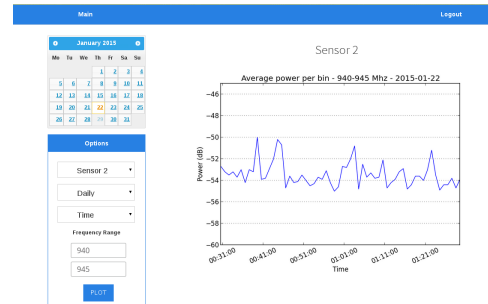 Main Logout
January 2015
Mo Tu We Th Fr Sa Su
1 2 3 4
5 6 7 8 9 10 11
12 13 14 15 16 17 18
19 20 21 22 23 24 25
26 27 28 29 30 31
Options
Sensor 2
Daily
Time
Frequency Range
940
945
PLOT
Sensor 2
Average power per bin - 940-945 Mhz - 2015-01-22
Power (dB)
−46
−48
−50
−52
−54
−56
−58
−60
00:31:00 00:41:00 00:51:00 01:01:00 01:11:00 01:21:00
Time